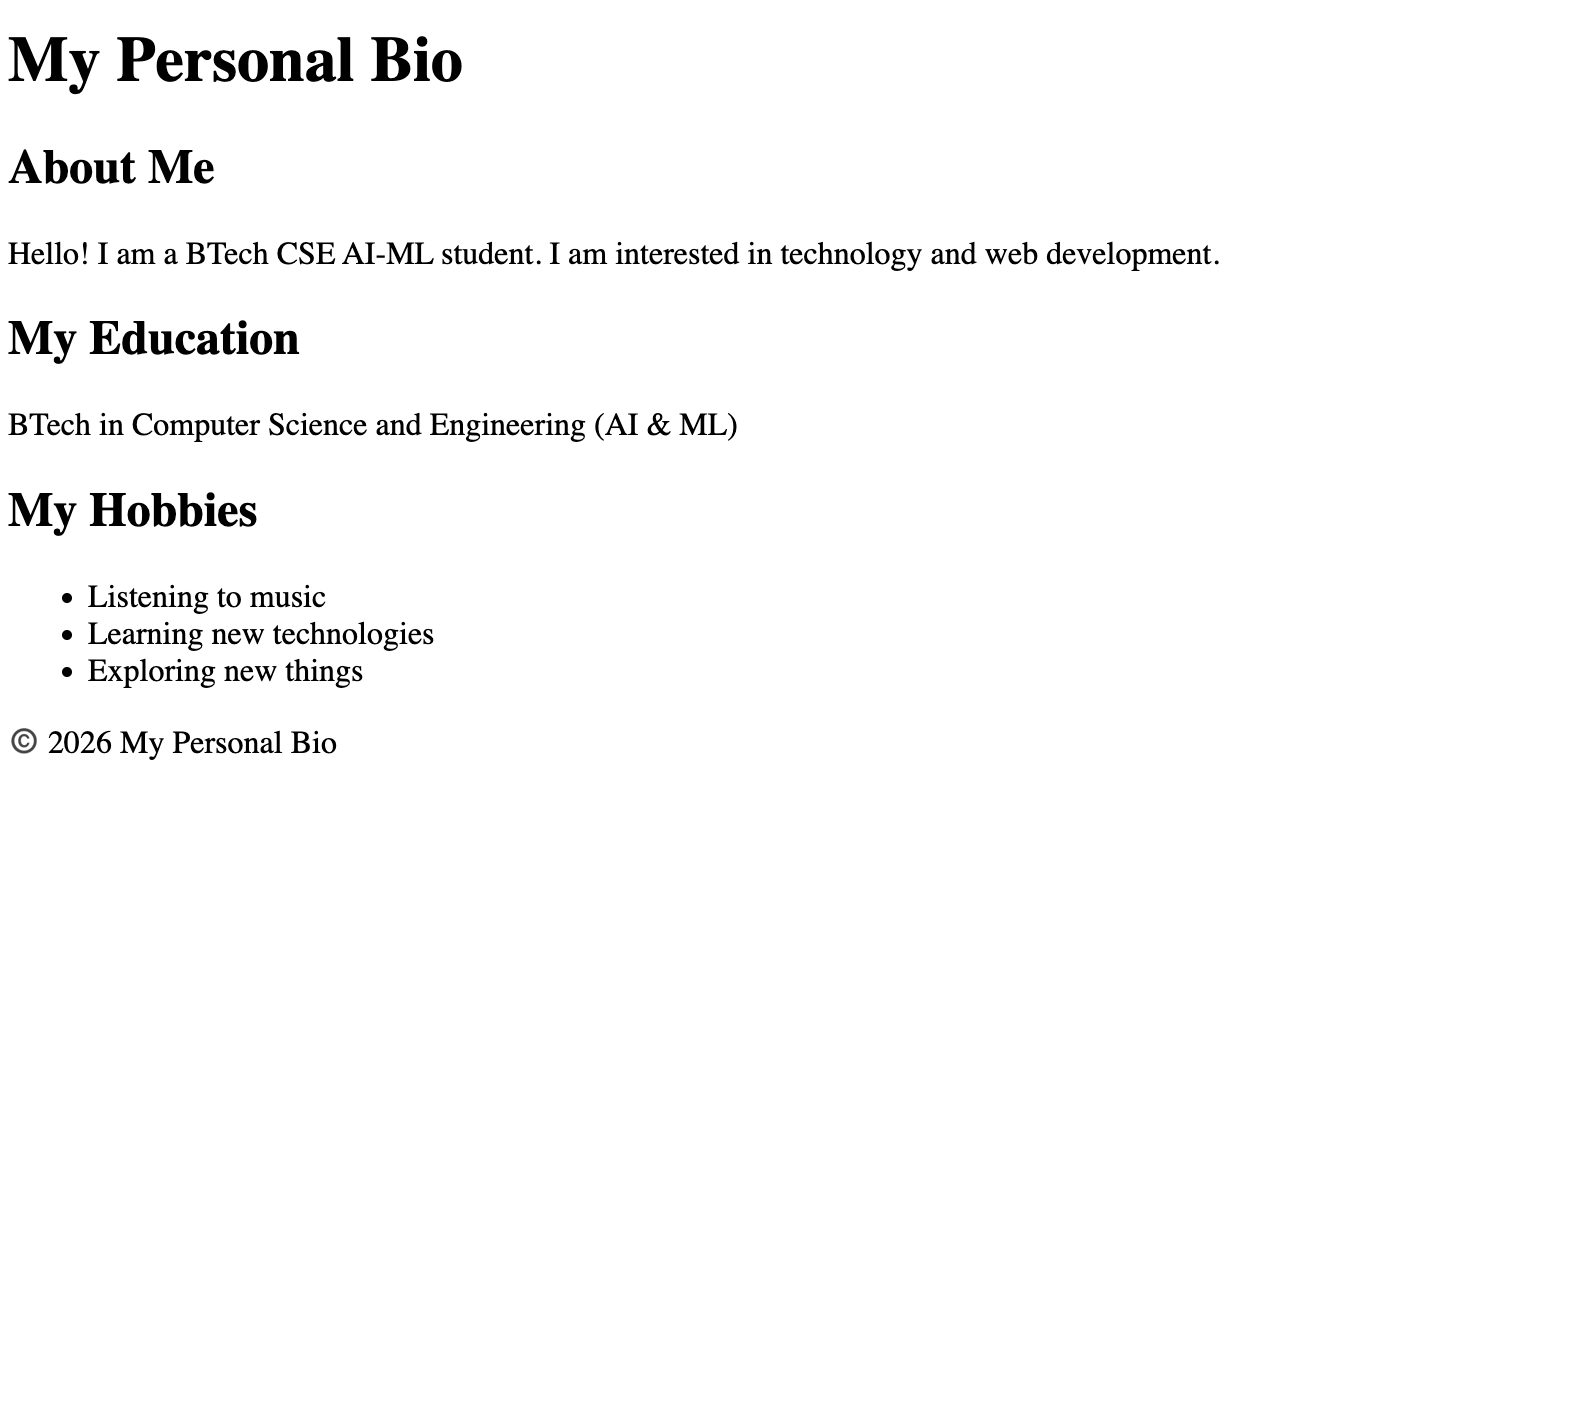 My Personal Bio
About Me
Hello! I am a BTech CSE AI-ML student. I am interested in technology and web development.
My Education
BTech in Computer Science and Engineering (AI & ML)
My Hobbies
• Listening to music
• Learning new technologies
• Exploring new things
© 2026 My Personal Bio